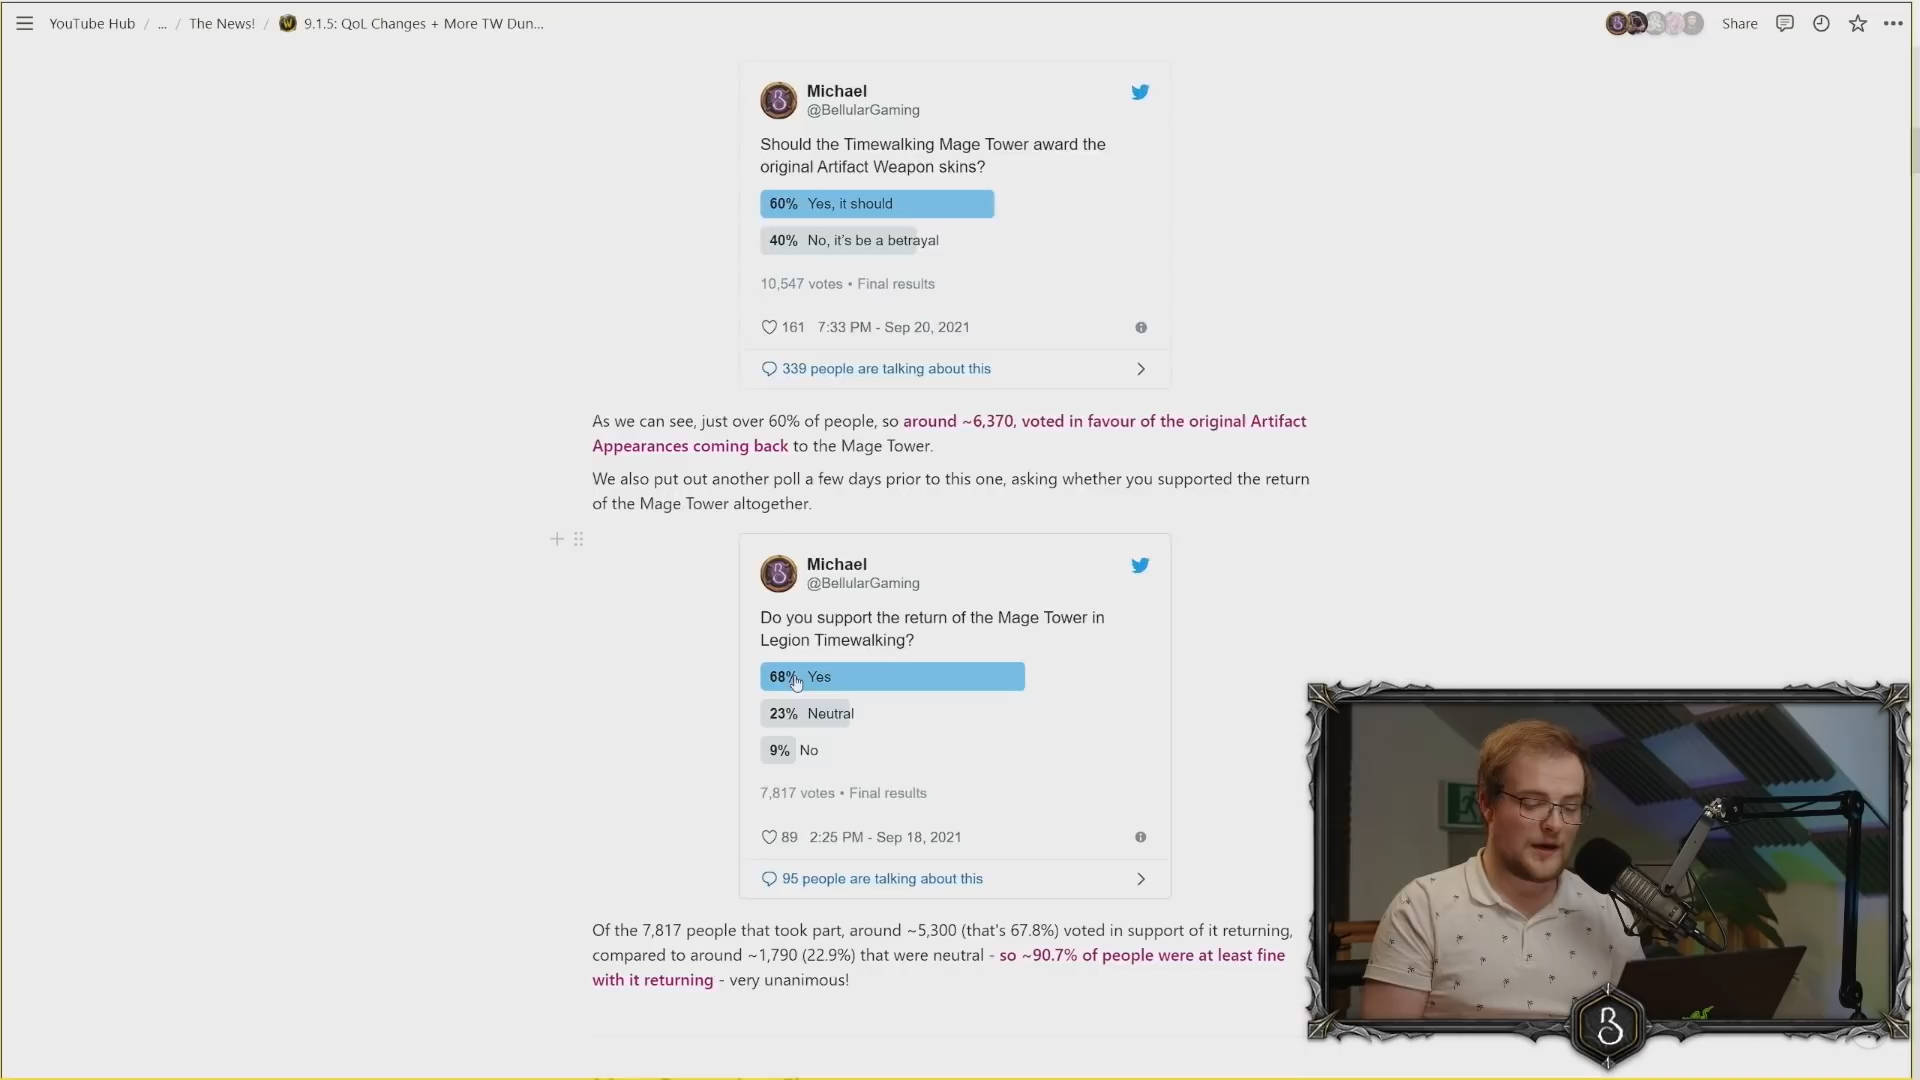 YouTube Hub / ... / The News! / 9.1.5: QoL Changes + More TW Dun...
Share
Michael
@BellularGaming
Should the Timewalking Mage Tower award the
original Artifact Weapon skins?
60% Yes, it should
40% No, it's be a betrayal
10,547 votes • Final results
161 7:33 PM - Sep 20, 2021
339 people are talking about this
As we can see, just over 60% of people, so around ~6,370, voted in favour of the original Artifact
Appearances coming back to the Mage Tower.
We also put out another poll a few days prior to this one, asking whether you supported the return
of the Mage Tower altogether.
Michael
@BellularGaming
Do you support the return of the Mage Tower in
Legion Timewalking?
68% Yes
23% Neutral
9% No
7,817 votes • Final results
89 2:25 PM - Sep 18, 2021
95 people are talking about this
Of the 7,817 people that took part, around ~5,300 (that's 67.8%) voted in support of it returning,
compared to around ~1,790 (22.9%) that were neutral - so ~90.7% of people were at least fine
with it returning - very unanimous!